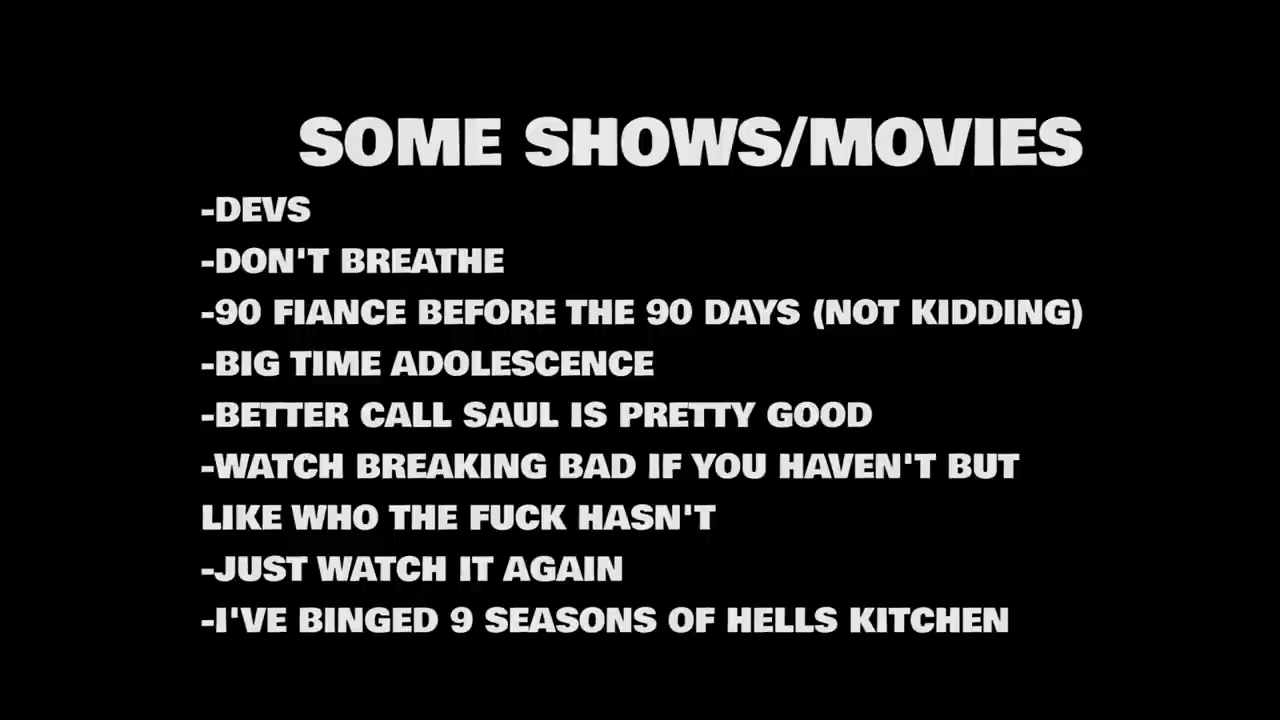 SOME SHOWS/MOVIES
-DEVS
-DON'T BREATHE
-90 FIANCE BEFORE THE 90 DAYS (NOT KIDDING)
-BIG TIME ADOLESCENCE
-BETTER CALL SAUL IS PRETTY GOOD
-WATCH BREAKING BAD IF YOU HAVEN'T BUT
LIKE WHO THE FUCK HASN'T
-JUST WATCH IT AGAIN
-I'VE BINGED 9 SEASONS OF HELLS KITCHEN